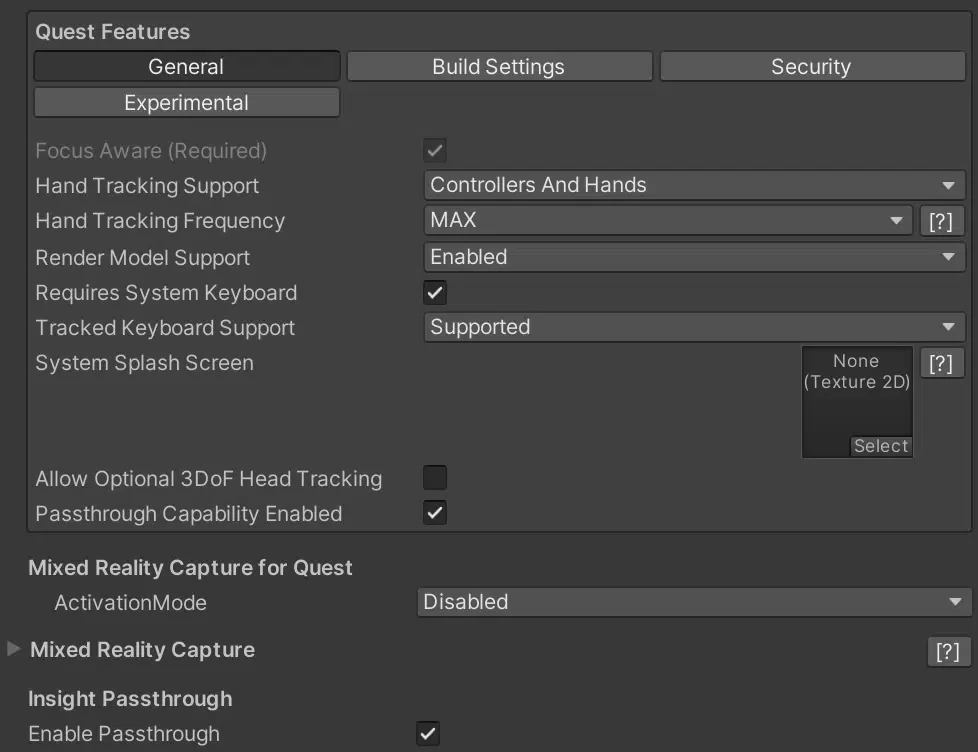 Quest Features
General Build Settings Security
Experimental
Focus Aware (Required)
Hand Tracking Support Controllers And Hands
Hand Tracking Frequency MAX [?]
Render Model Support Enabled
Requires System Keyboard
Tracked Keyboard Support Supported
System Splash Screen None [?]
(Texture 2D)
Select
Allow Optional 3DoF Head Tracking
Passthrough Capability Enabled
Mixed Reality Capture for Quest
ActivationMode Disabled
Mixed Reality Capture [?]
Insight Passthrough
Enable Passthrough